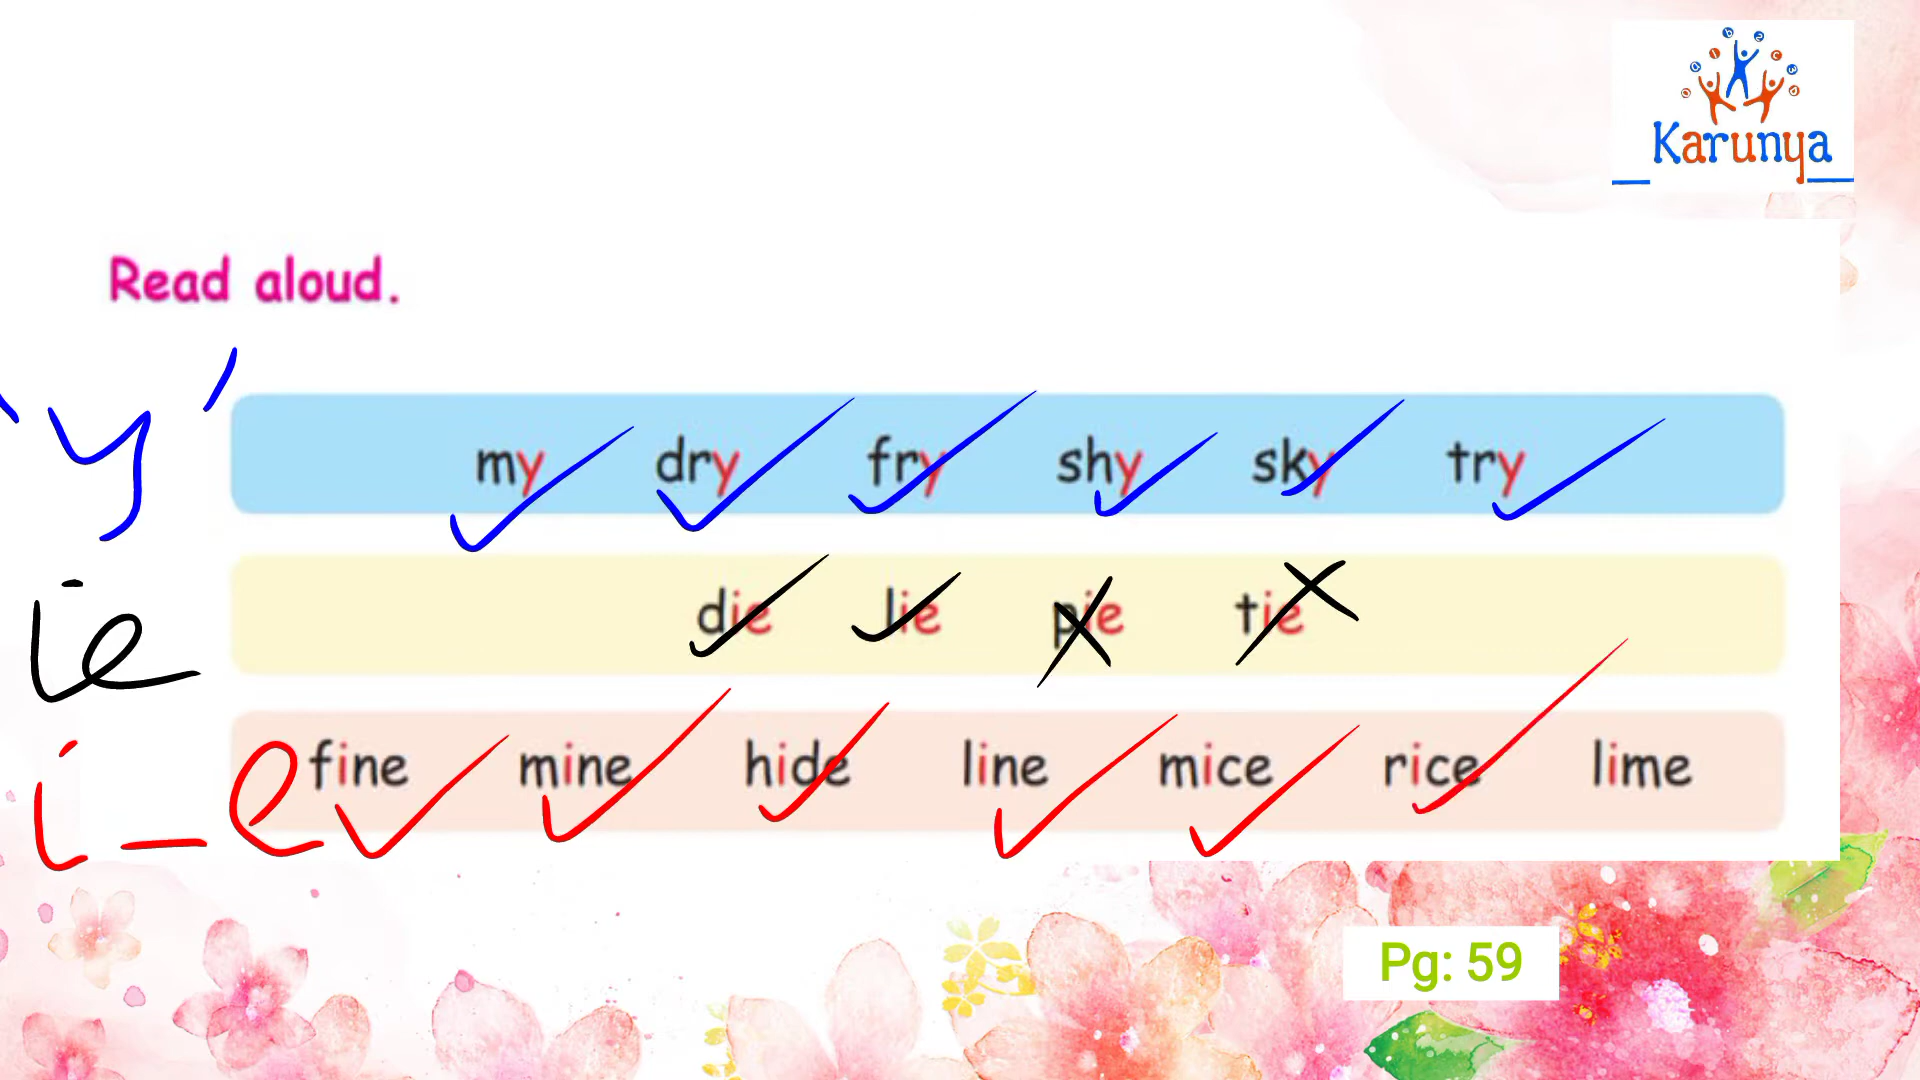 Karunya
Read aloud.
'y' my dry fry shy sky try
ie die lie pie tie
i_e fine mine hide line mice rice lime
Pg: 59